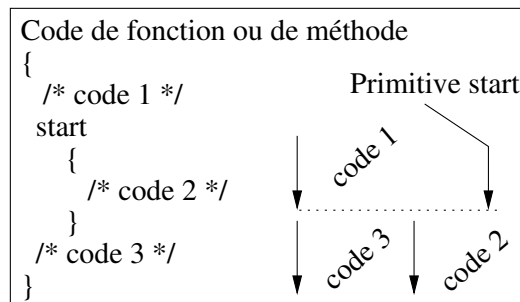 Code de fonction ou de méthode
{
/* code 1 */
start
{
/* code 2 */
}
/* code 3 */
}
Primitive start
code 1
code 3
code 2